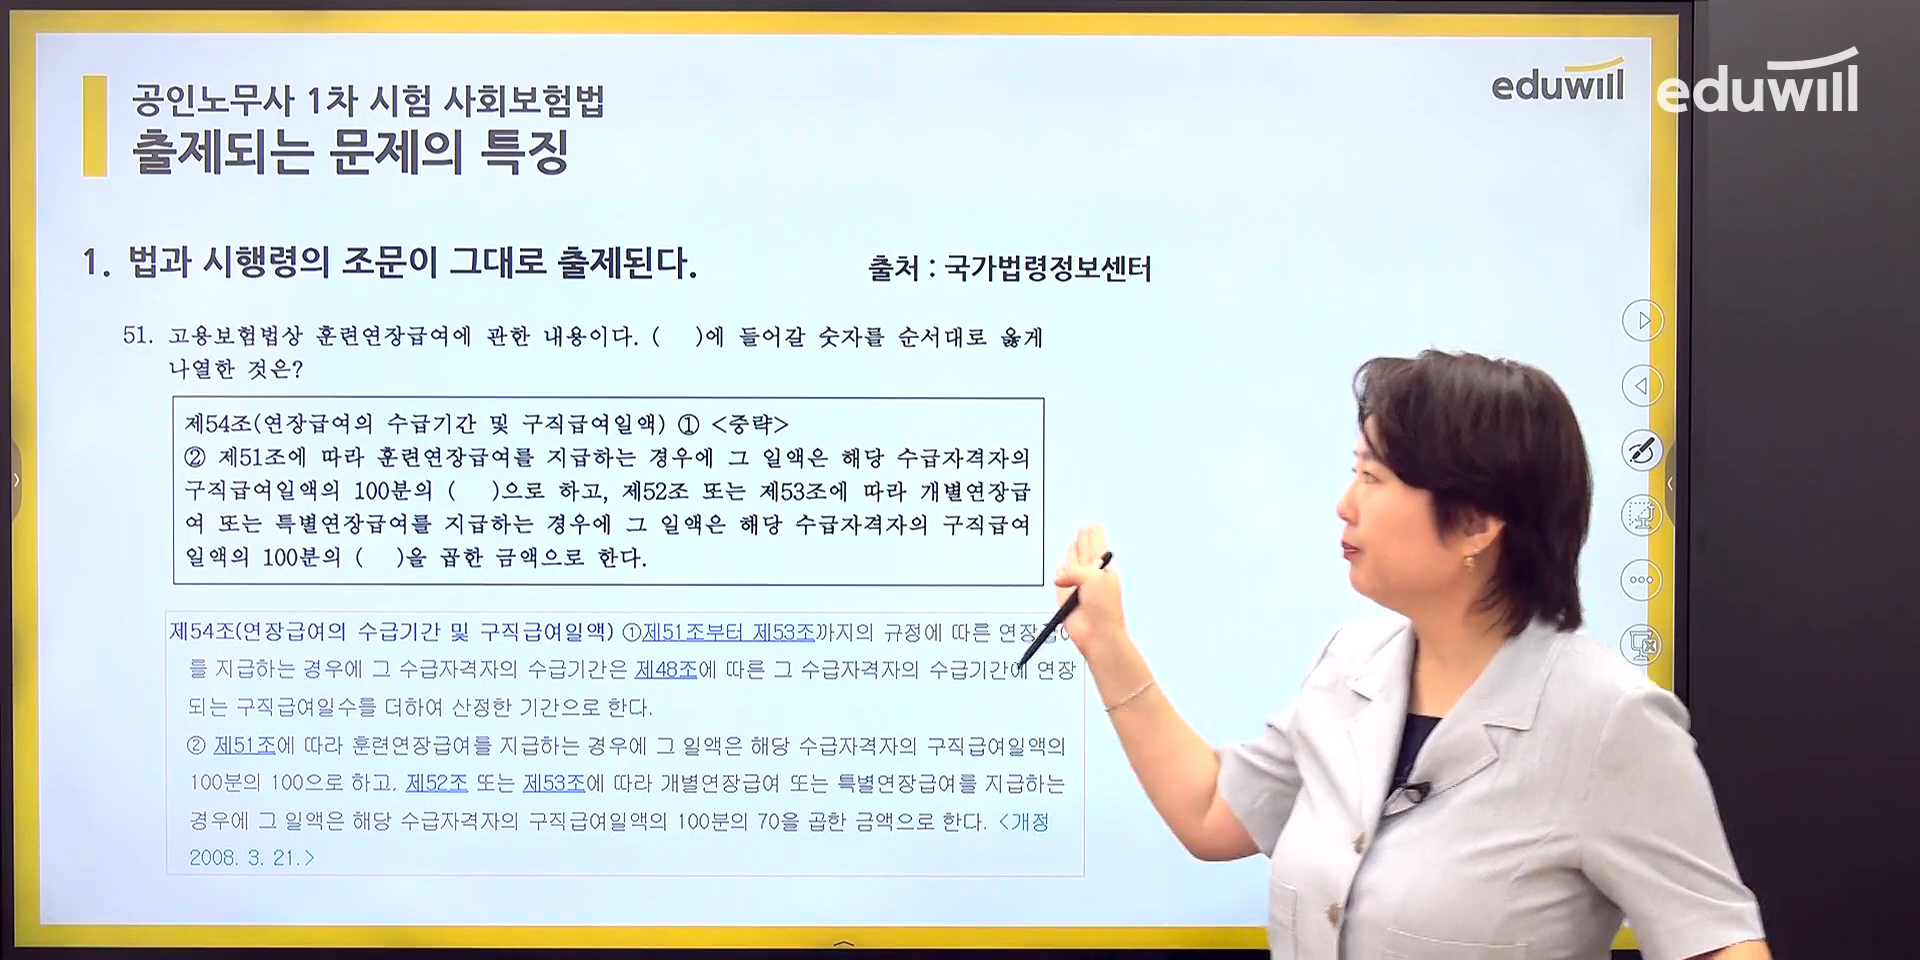 공인노무사 1차 시험 사회보험법
출제되는 문제의 특징
eduwill
eduwill
1. 법과 시행령의 조문이 그대로 출제된다.
출처 : 국가법령정보센터
51. 고용보험법상 훈련연장급여에 관한 내용이다. ( )에 들어갈 숫자를 순서대로 옳게
나열한 것은?
제54조(연장급여의 수급기간 및 구직급여일액) ① <중략>
② 제51조에 따라 훈련연장급여를 지급하는 경우에 그 일액은 해당 수급자격자의
구직급여일액의 100분의 ( )으로 하고, 제52조 또는 제53조에 따라 개별연장급
여 또는 특별연장급여를 지급하는 경우에 그 일액은 해당 수급자격자의 구직급여
일액의 100분의 ( )을 곱한 금액으로 한다.
제54조(연장급여의 수급기간 및 구직급여일액) ①제51조부터 제53조까지의 규정에 따른 연장급여
를 지급하는 경우에 그 수급자격자의 수급기간은 제48조에 따른 그 수급자격자의 수급기간에 연장
되는 구직급여일수를 더하여 산정한 기간으로 한다.
② 제51조에 따라 훈련연장급여를 지급하는 경우에 그 일액은 해당 수급자격자의 구직급여일액의
100분의 100으로 하고, 제52조 또는 제53조에 따라 개별연장급여 또는 특별연장급여를 지급하는
경우에 그 일액은 해당 수급자격자의 구직급여일액의 100분의 70을 곱한 금액으로 한다. <개정
2008. 3. 21.>